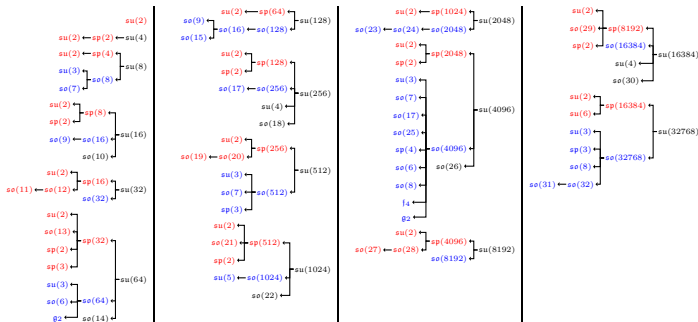 su(2)
su(2) sp(2) su(4)
su(2) sp(4)
su(8)
su(3)
so(8)
so(7)
su(2)
sp(8)
sp(2)
su(16)
so(9) so(16)
so(10)
su(2)
sp(16)
so(11) so(12)
su(32)
so(32)
su(2)
so(13)
sp(32)
sp(2)
sp(3)
su(64)
su(3)
so(6) so(64)
g₂
so(14)
so(9) su(2) sp(64)
su(128)
so(15) so(16) so(128)
su(2)
sp(128)
sp(2)
so(17) so(256) su(256)
su(4)
so(18)
su(2)
sp(256)
so(19) so(20)
su(3)
su(512)
so(7) so(512)
sp(3)
su(2)
so(21) sp(512)
sp(2)
su(1024)
su(5) so(1024)
so(22)
su(2) sp(1024)
su(2048)
so(23) so(24) so(2048)
su(2)
sp(2048)
sp(2)
su(3)
so(7)
su(4096)
so(17)
so(25)
sp(4) so(4096)
so(26)
so(6)
so(8)
f₄
g₂
su(2)
sp(4096)
so(27) so(28)
su(8192)
so(8192)
su(2)
so(29) sp(8192)
sp(2) so(16384)
su(16384)
su(4)
so(30)
su(2)
sp(16384)
su(6)
su(3)
su(32768)
sp(3)
so(32768)
so(8)
so(31) so(32)